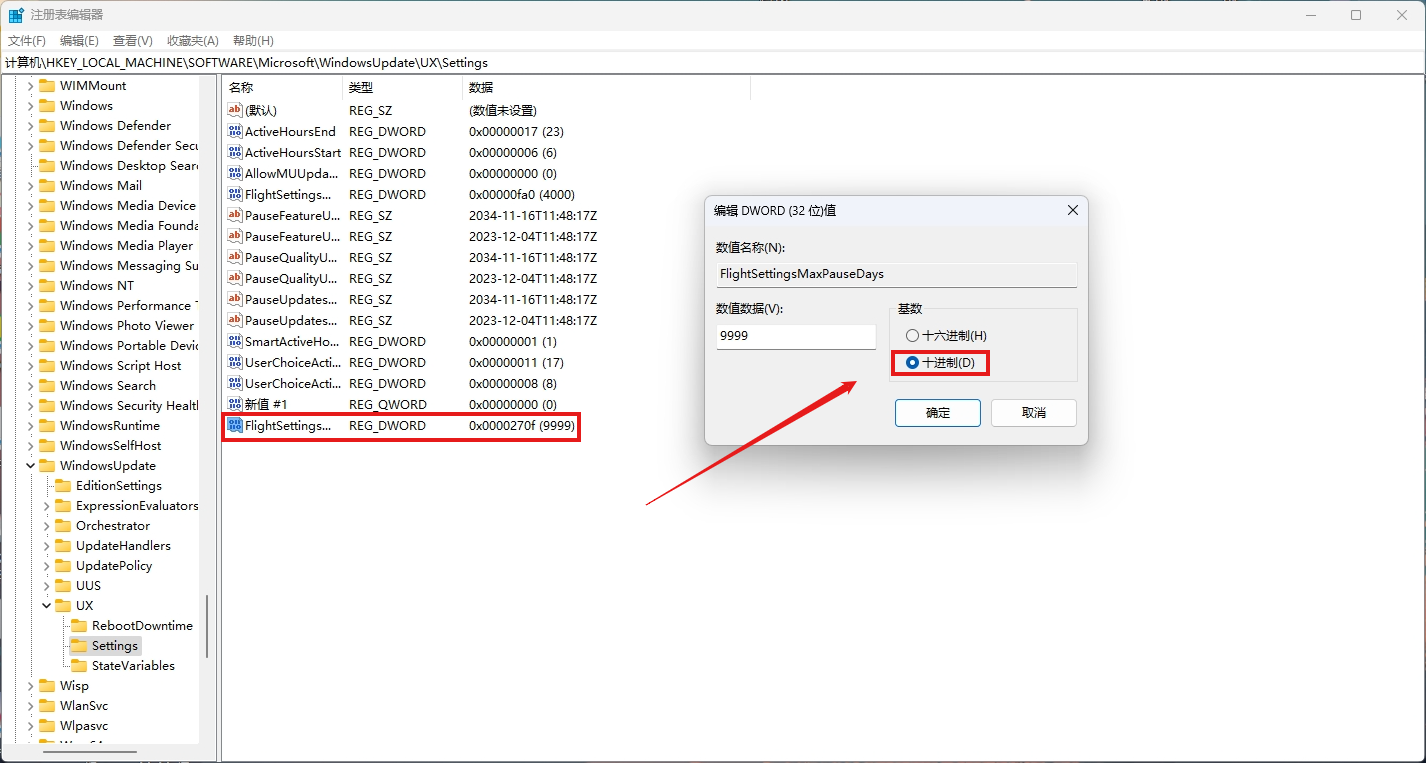 注册表编辑器
文件(F) 编辑(E) 查看(V) 收藏夹(A) 帮助(H)
计算机\HKEY_LOCAL_MACHINE\SOFTWARE\Microsoft\WindowsUpdate\UX\Settings
WIMMount
Windows
Windows Defender
Windows Defender Secu
Windows Desktop Sear
Windows Mail
Windows Media Device
Windows Media Founda
Windows Media Player
Windows Messaging Su
Windows NT
Windows Performance T
Windows Photo Viewer
Windows Portable Devic
Windows Script Host
Windows Search
Windows Security Healt
WindowsRuntime
WindowsSelfHost
WindowsUpdate
EditionSettings
ExpressionEvaluators
Orchestrator
UpdateHandlers
UpdatePolicy
UUS
UX
RebootDowntime
Settings
StateVariables
Wisp
WlanSvc
Wlpasvc
名称 类型 数据
(默认) REG_SZ (数值未设置)
ActiveHoursEnd REG_DWORD 0x00000017 (23)
ActiveHoursStart REG_DWORD 0x00000006 (6)
AllowMUUpda... REG_DWORD 0x00000000 (0)
FlightSettings... REG_DWORD 0x00000fa0 (4000)
PauseFeatureU... REG_SZ 2034-11-16T11:48:17Z
PauseFeatureU... REG_SZ 2023-12-04T11:48:17Z
PauseQualityU... REG_SZ 2034-11-16T11:48:17Z
PauseQualityU... REG_SZ 2023-12-04T11:48:17Z
PauseUpdates... REG_SZ 2034-11-16T11:48:17Z
PauseUpdates... REG_SZ 2023-12-04T11:48:17Z
SmartActiveHo... REG_DWORD 0x00000001 (1)
UserChoiceActi... REG_DWORD 0x00000011 (17)
UserChoiceActi... REG_DWORD 0x00000008 (8)
新值 #1 REG_QWORD 0x00000000 (0)
FlightSettings... REG_DWORD 0x0000270f (9999)
编辑 DWORD (32 位)值
数值名称(N):
FlightSettingsMaxPauseDays
数值数据(V):
9999
基数
十六进制(H)
十进制(D)
确定 取消